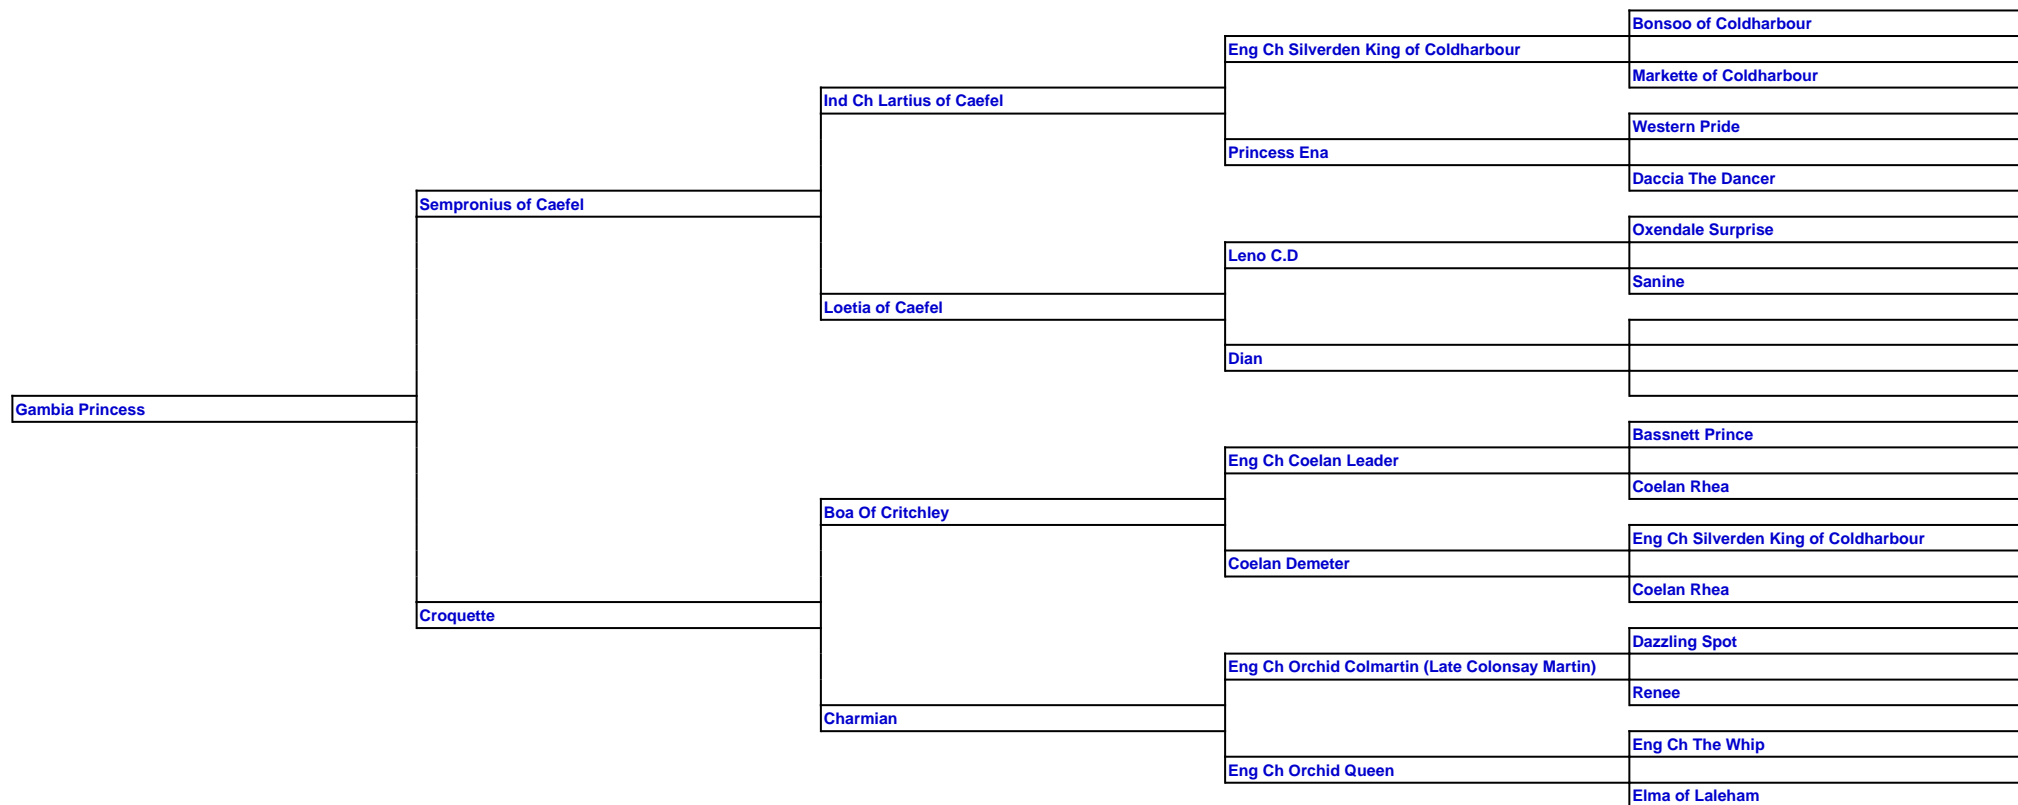 Bonsoo of Coldharbour
Eng Ch Silverden King of Coldharbour
Markette of Coldharbour
Ind Ch Lartius of Caefel
Western Pride
Princess Ena
Daccia The Dancer
Sempronius of Caefel
Oxendale Surprise
Leno C.D
Sanine
Loetia of Caefel
Dian
Gambia Princess
Bassnett Prince
Eng Ch Coelan Leader
Coelan Rhea
Boa Of Critchley
Eng Ch Silverden King of Coldharbour
Coelan Demeter
Coelan Rhea
Croquette
Dazzling Spot
Eng Ch Orchid Colmartin (Late Colonsay Martin)
Renee
Charmian
Eng Ch The Whip
Eng Ch Orchid Queen
Elma of Laleham